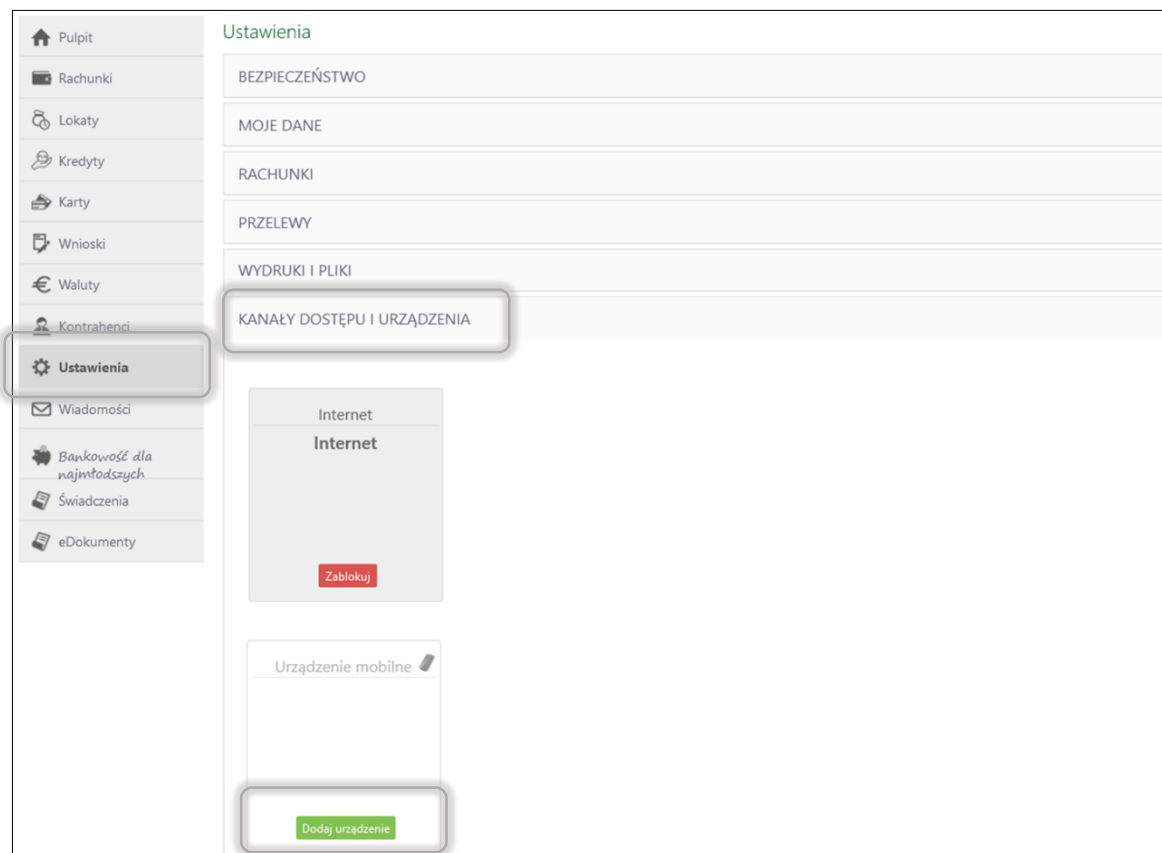 Pulpit
Rachunki
Lokaty
Kredyty
Karty
Wnioski
Waluty
Kontrahenci
Ustawienia
Wiadomości
Bankowość dla
najmłodszych
Świadczenia
eDokumenty
Ustawienia
BEZPIECZEŃSTWO
MOJE DANE
RACHUNKI
PRZELEWY
WYDRUKI I PLIKI
KANAŁY DOSTĘPU I URZĄDZENIA
Internet
Internet
Zablokuj
Urządzenie mobilne
Dodaj urządzenie